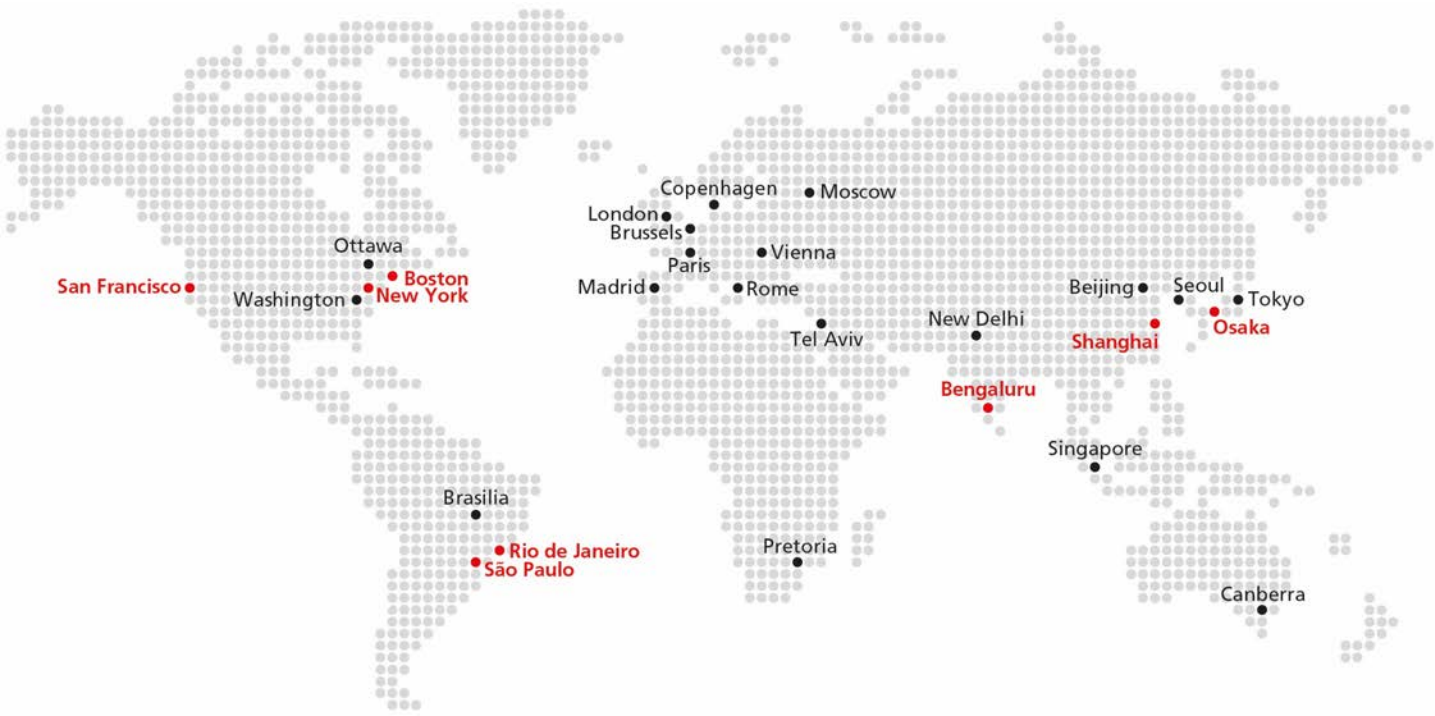 Copenhagen
Moscow
London
Brussels
Ottawa
Vienna
Paris
San Francisco
Boston
New York
Washington
Madrid
Rome
Beijing
Seoul
Tokyo
New Delhi
Osaka
Tel Aviv
Shanghai
Bengaluru
Singapore
Brasilia
Pretoria
Rio de Janeiro
São Paulo
Canberra